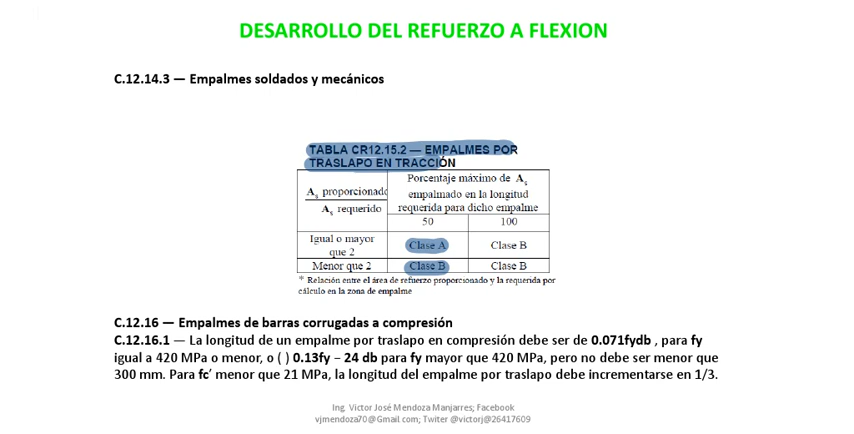 DESARROLLO DEL REFUERZO A FLEXION
C.12.14.3 — Empalmes soldados y mecánicos
TABLA CR12.15.2 — EMPALMES POR
TRASLAPO EN TRACCIÓN
A_s proporcionado
A_s requerido
Porcentaje máximo de A_s
empalmado en la longitud
requerida para dicho empalme
50 100
Igual o mayor
que 2
Clase A Clase B
Menor que 2 Clase B Clase B
* Relación entre el área de refuerzo proporcionado y la requerida por
cálculo en la zona de empalme
C.12.16 — Empalmes de barras corrugadas a compresión
C.12.16.1 — La longitud de un empalme por traslapo en compresión debe ser de 0.071fydb , para fy
igual a 420 MPa o menor, o ( ) 0.13fy – 24 db para fy mayor que 420 MPa, pero no debe ser menor que
300 mm. Para fc′ menor que 21 MPa, la longitud del empalme por traslapo debe incrementarse en 1/3.
Ing. Victor José Mendoza Manjarres; Facebook
vjmendoza70@Gmail.com; Twiter @victorj@26417609